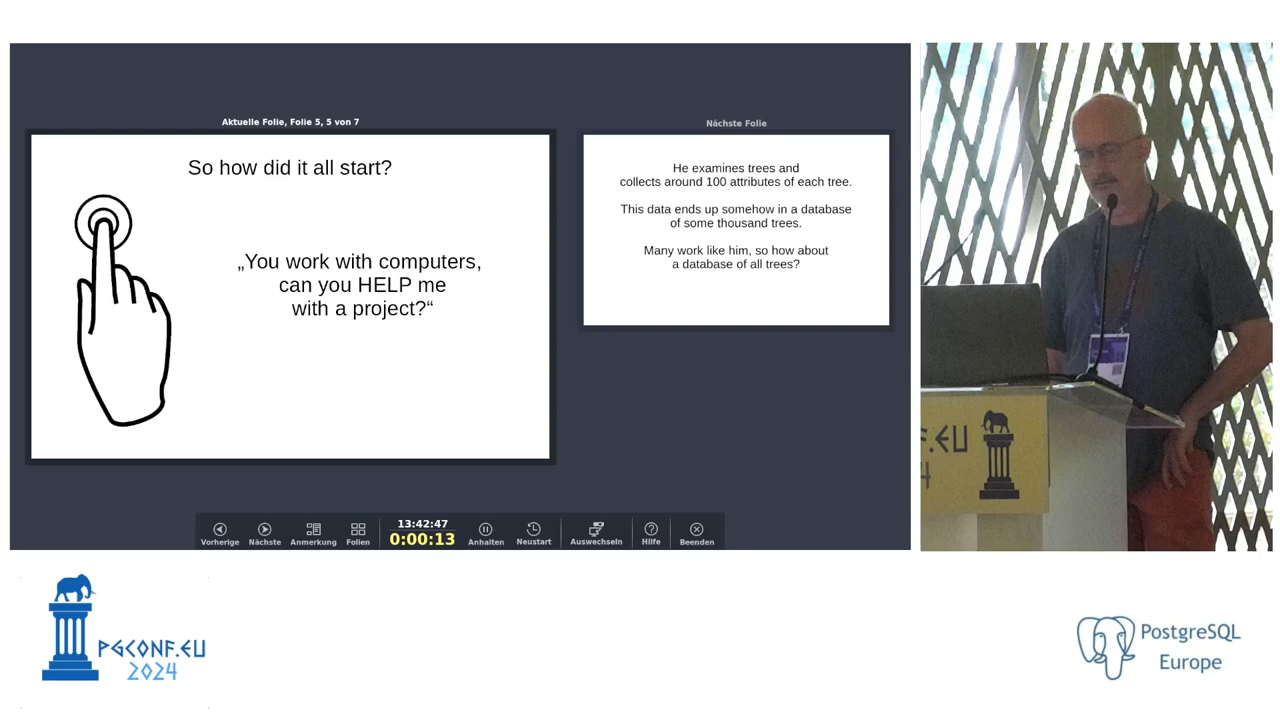 Aktuelle Folie, Folie 5, 5 von 7
So how did it all start?
„You work with computers,
can you HELP me
with a project?“
Nächste Folie
He examines trees and
collects around 100 attributes of each tree.
This data ends up somehow in a database
of some thousand trees.
Many work like him, so how about
a database of all trees?
Vorherige
Nächste
Anmerkung
Folien
13:42:47
0:00:13
Anhalten
Neustart
Auswechseln
Hilfe
Beenden
F.EU
4
PGCONF.EU
2024
PostgreSQL
Europe